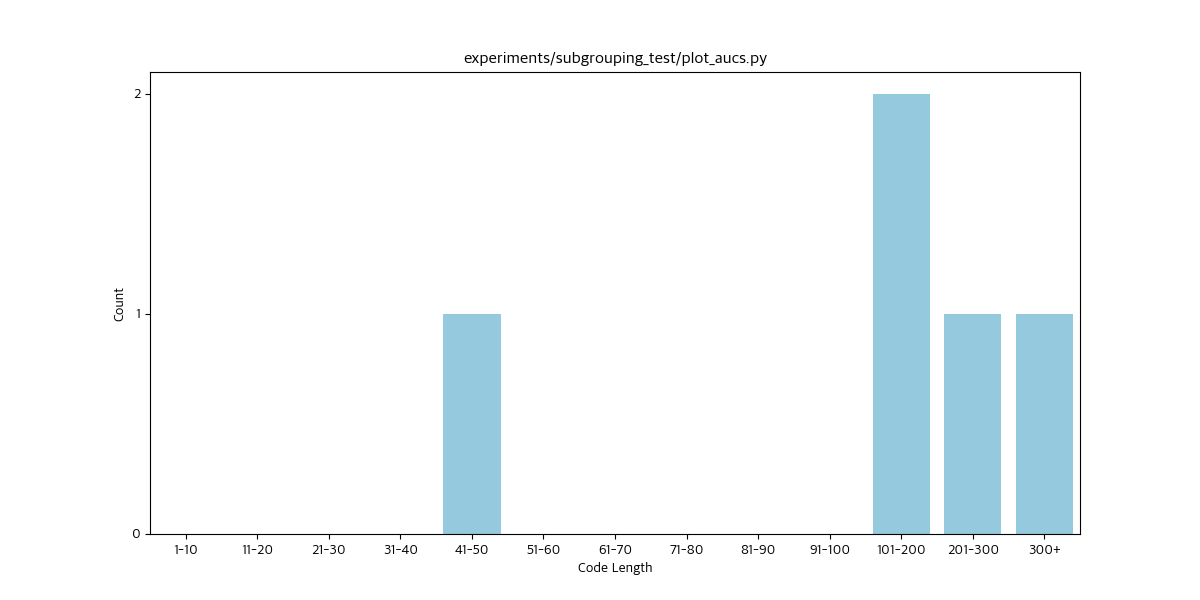 experiments/subgrouping_test/plot_aucs.py
2
1
0
Count
1-10 11-20 21-30 31-40 41-50 51-60 61-70 71-80 81-90 91-100 101-200 201-300 300+
Code Length